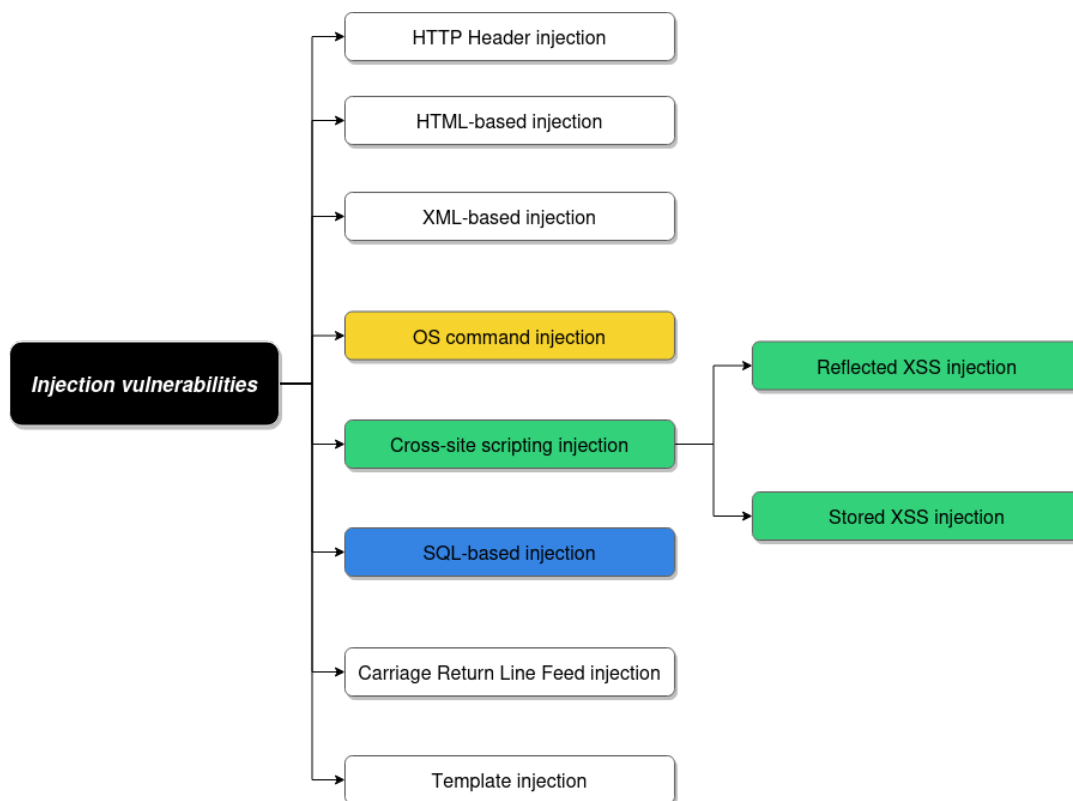 HTTP Header injection
HTML-based injection
XML-based injection
OS command injection
Injection vulnerabilities
Reflected XSS injection
Cross-site scripting injection
Stored XSS injection
SQL-based injection
Carriage Return Line Feed injection
Template injection